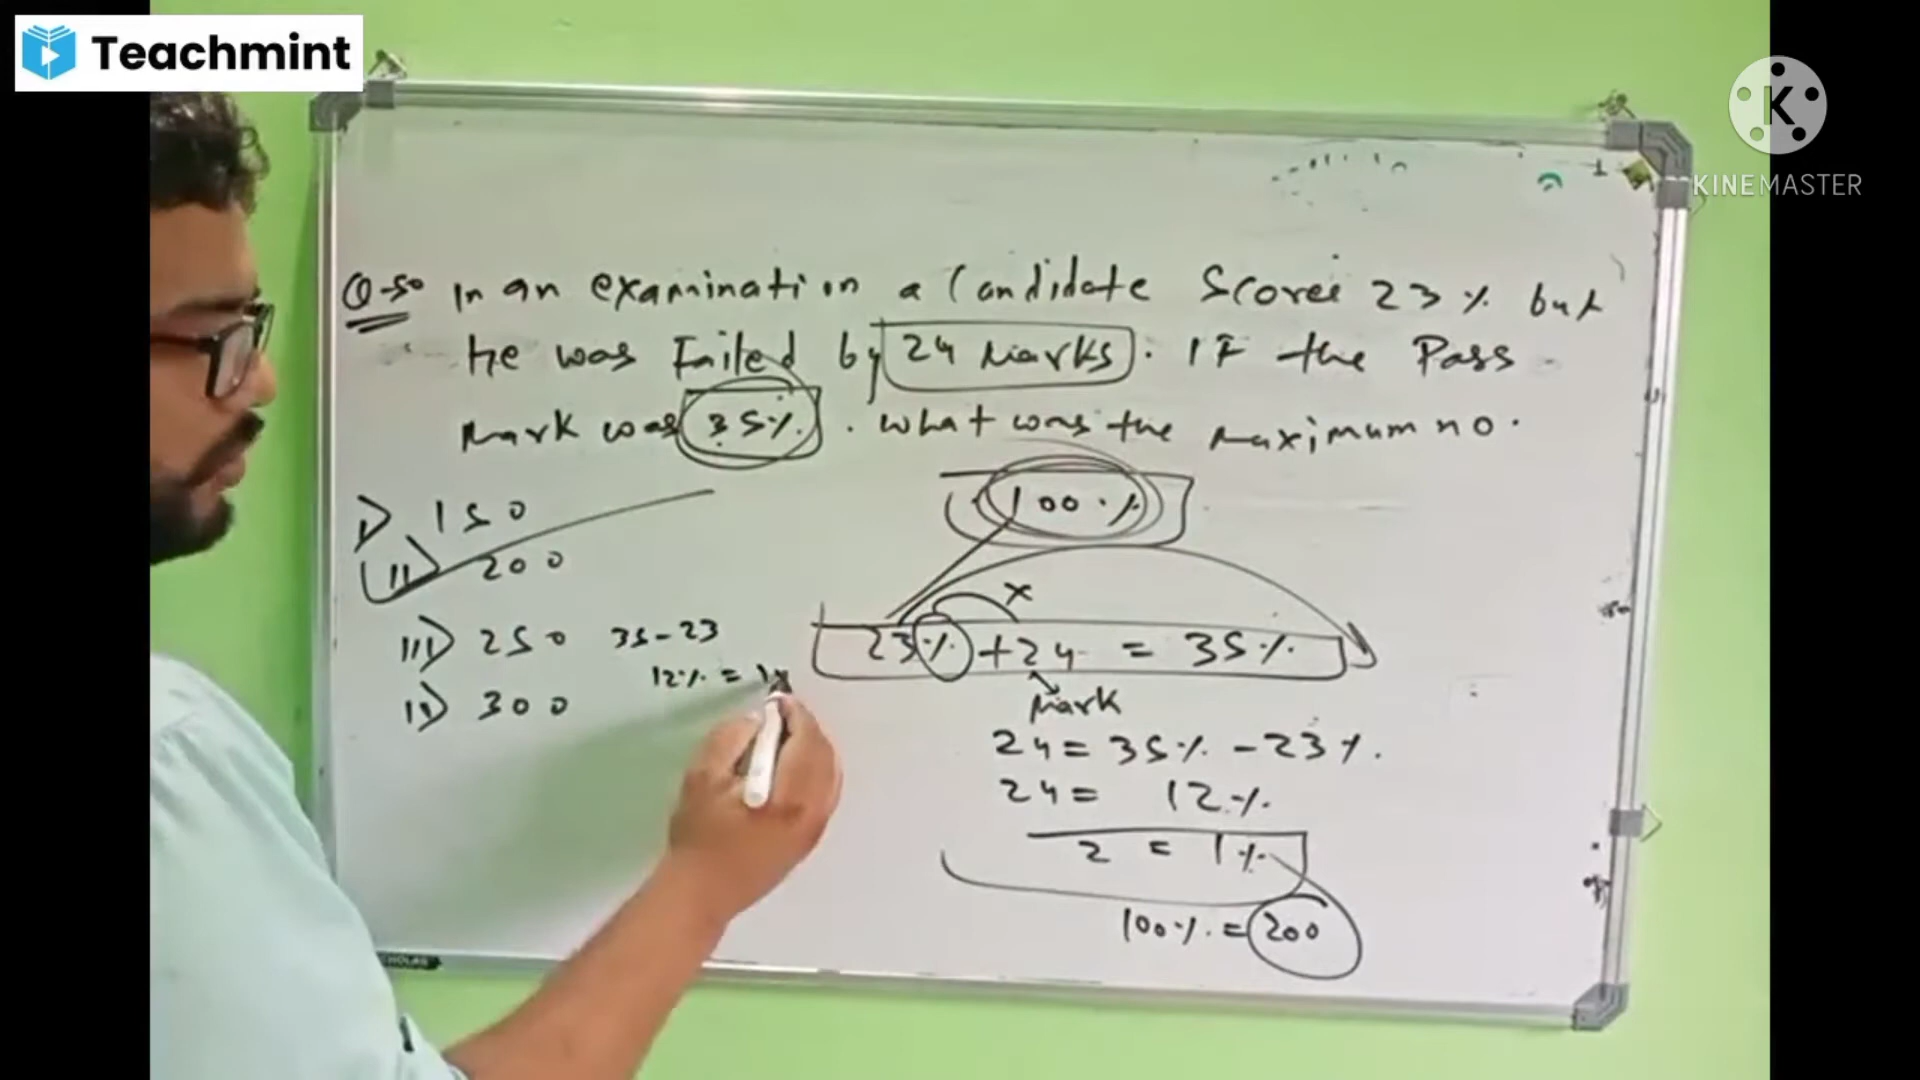 Teachmint
KINEMASTER
Q-50 In an examination a Candidate Scores 23% but
He was Failed by 24 Marks. IF the Pass
Mark was 35%. what was the maximum no.
I) 150
II) 200
III) 250
IV) 300
35-23
12% =
100%
x
23% + 24 = 35%
Mark
24 = 35% - 23%.
24 = 12%
2 = 1%
100% = 200